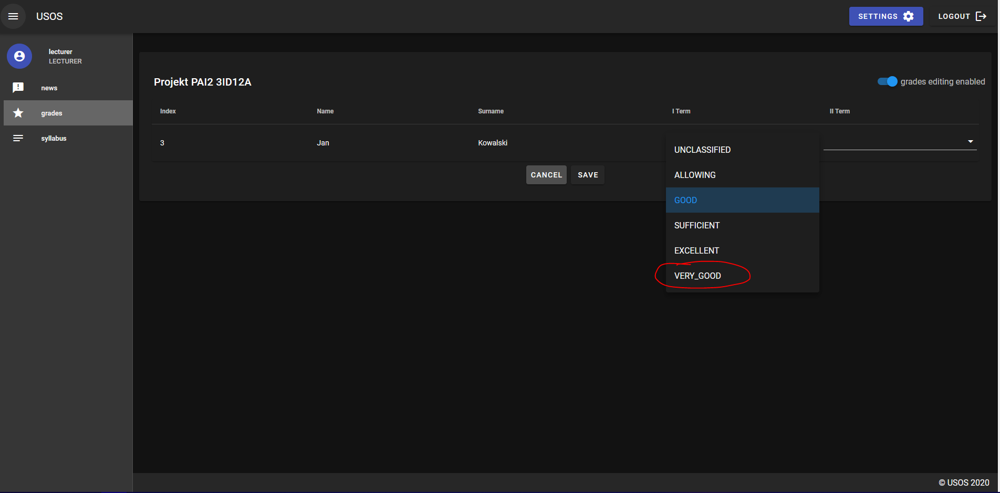 USOS
SETTINGS
LOGOUT
lecturer
LECTURER
news
grades
syllabus
Projekt PAI2 3ID12A
grades editing enabled
Index Name Surname I Term II Term
3 Jan Kowalski
UNCLASSIFIED
ALLOWING
GOOD
SUFFICIENT
EXCELLENT
VERY_GOOD
CANCEL SAVE
© USOS 2020